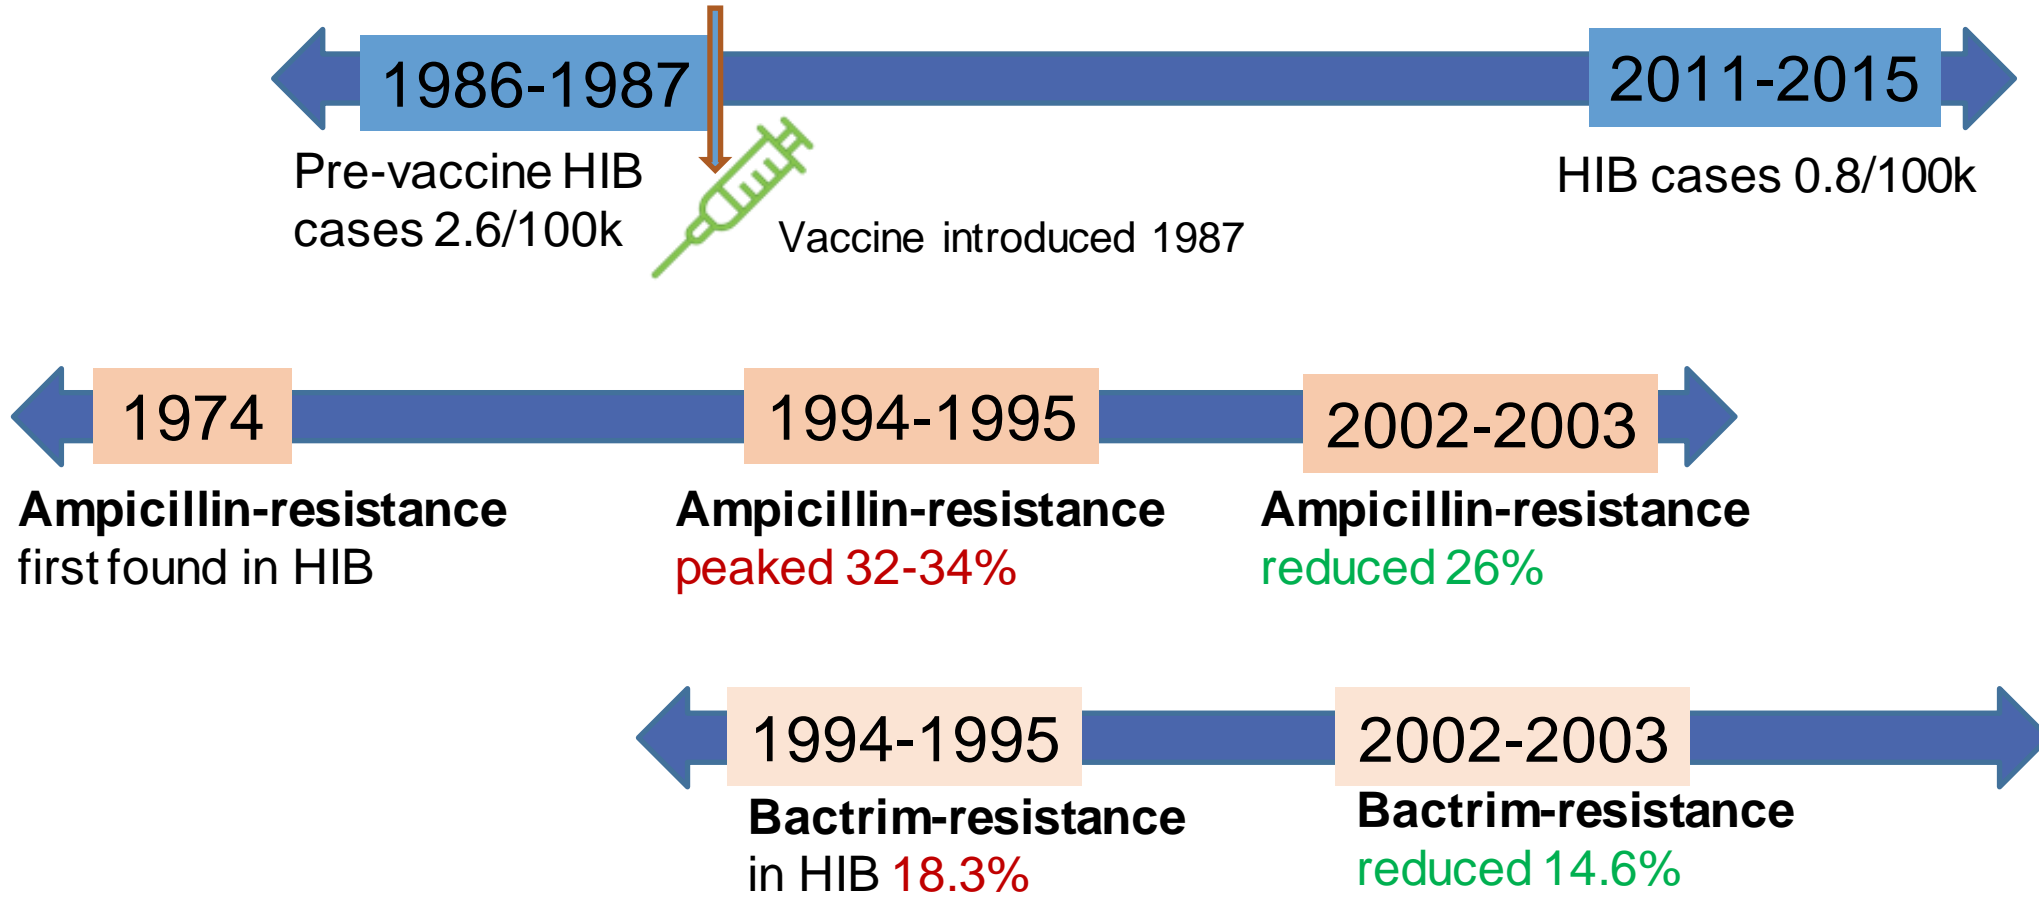 1986-1987
2011-2015
Pre-vaccine HIB
cases 2.6/100k
HIB cases 0.8/100k
Vaccine introduced 1987
1974
1994-1995
2002-2003
Ampicillin-resistance
first found in HIB
Ampicillin-resistance
peaked 32-34%
Ampicillin-resistance
reduced 26%
1994-1995
2002-2003
Bactrim-resistance
in HIB 18.3%
Bactrim-resistance
reduced 14.6%